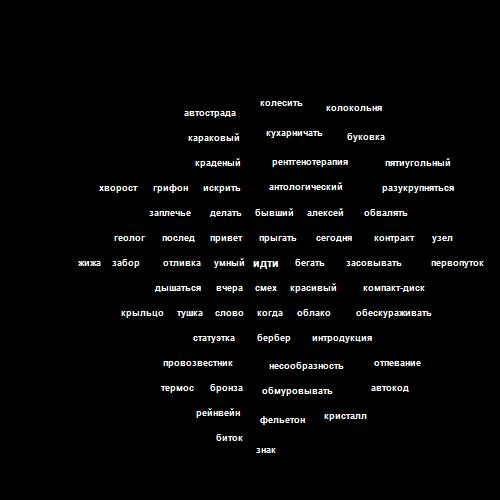 колесить
автострада колокольня
кухарничать
караковый буковка
краденый рентгенотерапия пятиугольный
хворост грифон искрить антологический разукрупняться
заплечье делать бывший алексей обвалять
геолог послед привет прыгать сегодня контракт узел
жижа забор отливка умный идти бегать засовывать первопуток
дышаться вчера смех красивый компакт-диск
крыльцо тушка слово когда облако обескураживать
статуэтка бербер интродукция
провозвестник несообразность отпевание
термос бронза обмуровывать автокод
рейнвейн фельетон кристалл
биток
знак